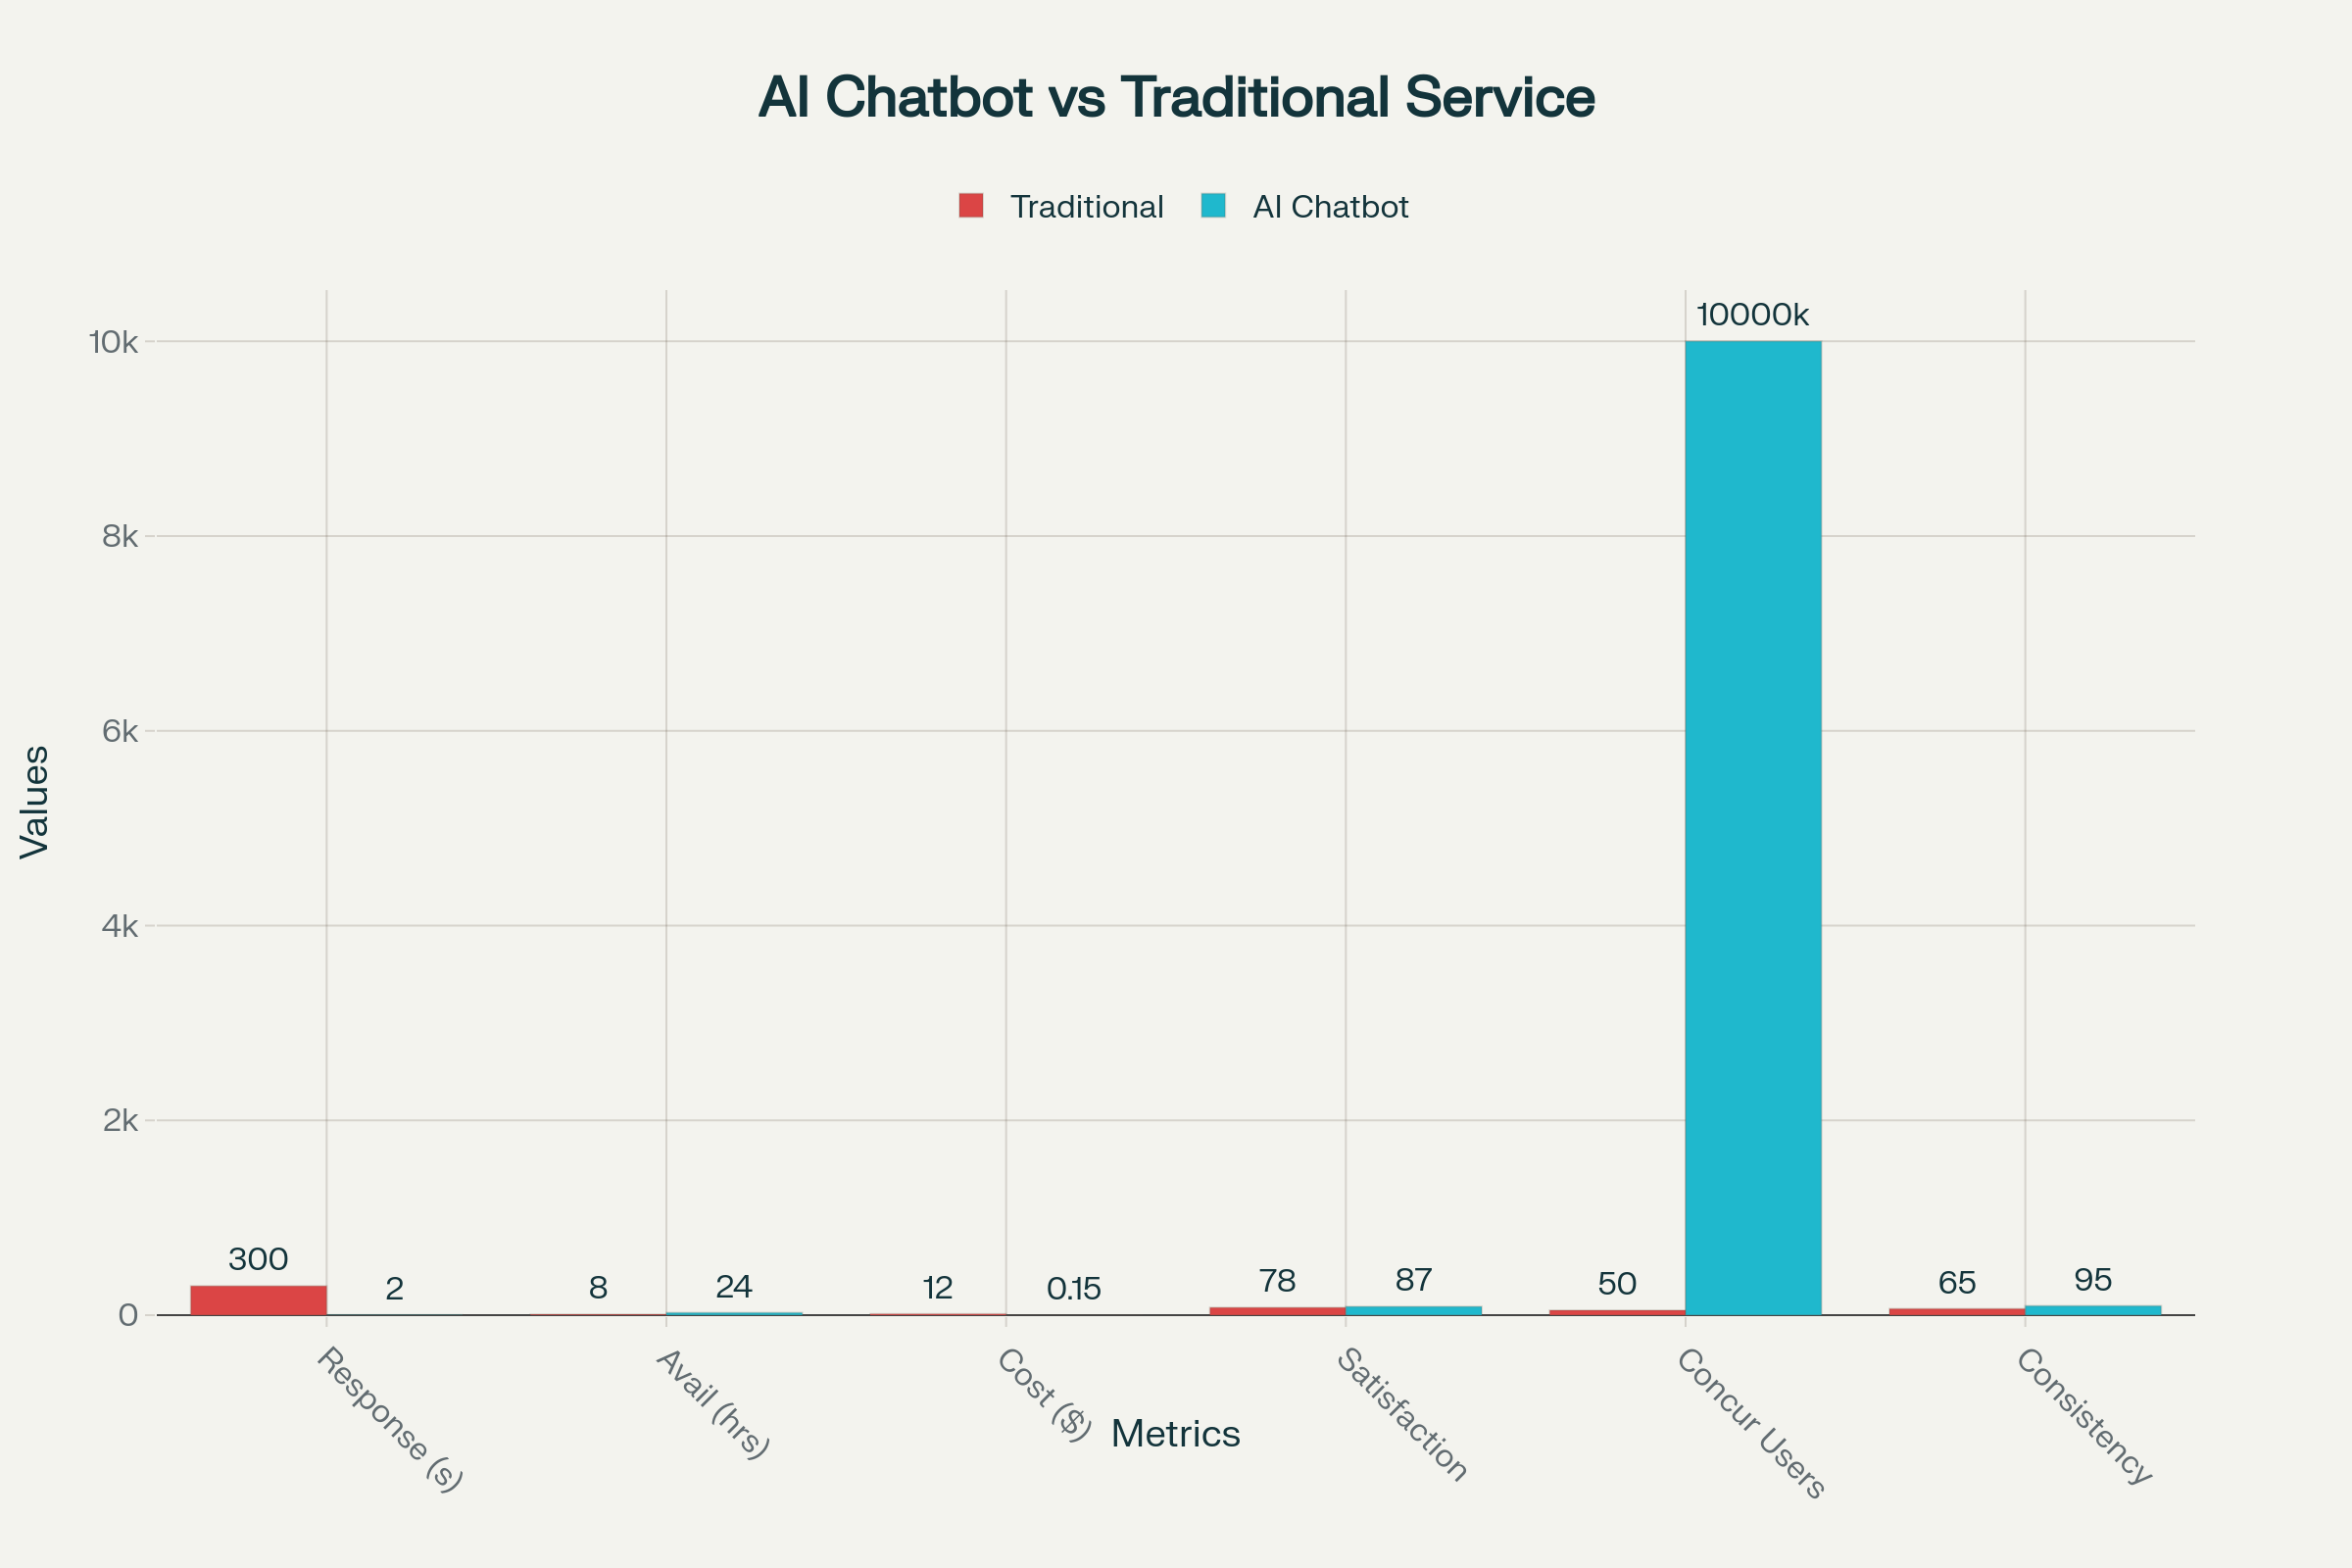 AI Chatbot vs Traditional Service
Traditional AI Chatbot
Values
10k
8k
6k
4k
2k
0
300 2 8 24 12 0.15 78 87 50 10000k 65 95
Response (s)
Avail (hrs)
Cost ($)
Satisfaction
Concur Users
Consistency
Metrics